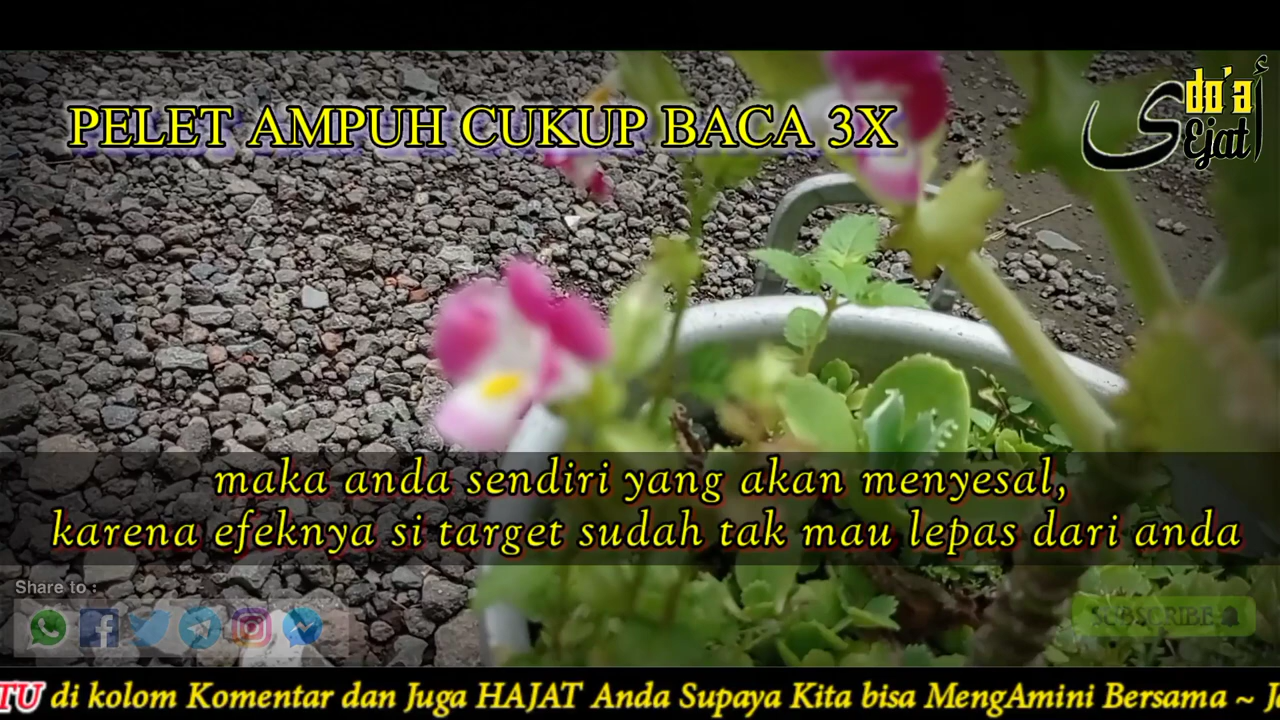 PELET AMPUH CUKUP BACA 3X
do'a
Ejati
maka anda sendiri yang akan menyesal,
karena efeknya si target sudah tak mau lepas dari anda
Share to :
SUBSCRIBE
TU di kolom Komentar dan Juga HAJAT Anda Supaya Kita bisa MengAmini Bersama ~